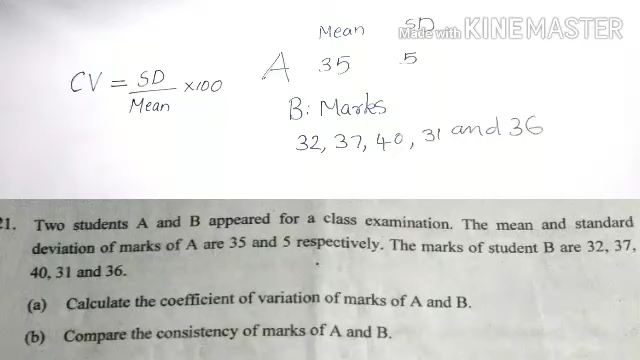 Mean SD
Made with KINEMASTER
A 35 5
CV = SD/Mean ×100
B: Marks
32, 37, 40, 31 and 36
21. Two students A and B appeared for a class examination. The mean and standard
deviation of marks of A are 35 and 5 respectively. The marks of student B are 32, 37,
40, 31 and 36.
(a) Calculate the coefficient of variation of marks of A and B.
(b) Compare the consistency of marks of A and B.